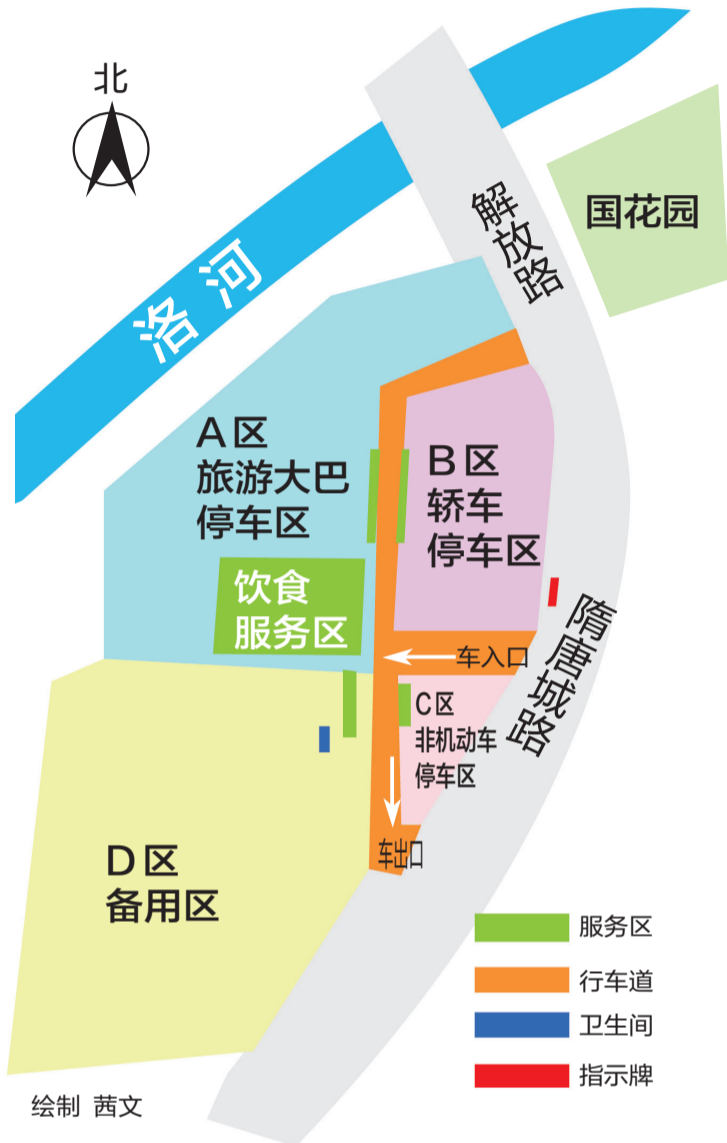 北
解放路
国花园
洛河
A区
旅游大巴
停车区
B区
轿车
停车区
饮食
服务区
隋唐城路
车入口
C区
非机动车
停车区
车出口
D区
备用区
服务区
行车道
卫生间
指示牌
绘制 茜文